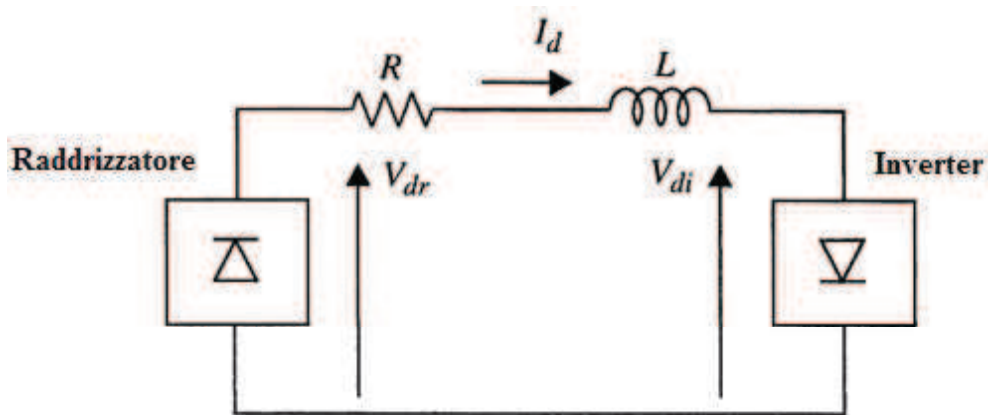 I_d
R
L
Raddrizzatore
V_dr
V_di
Inverter